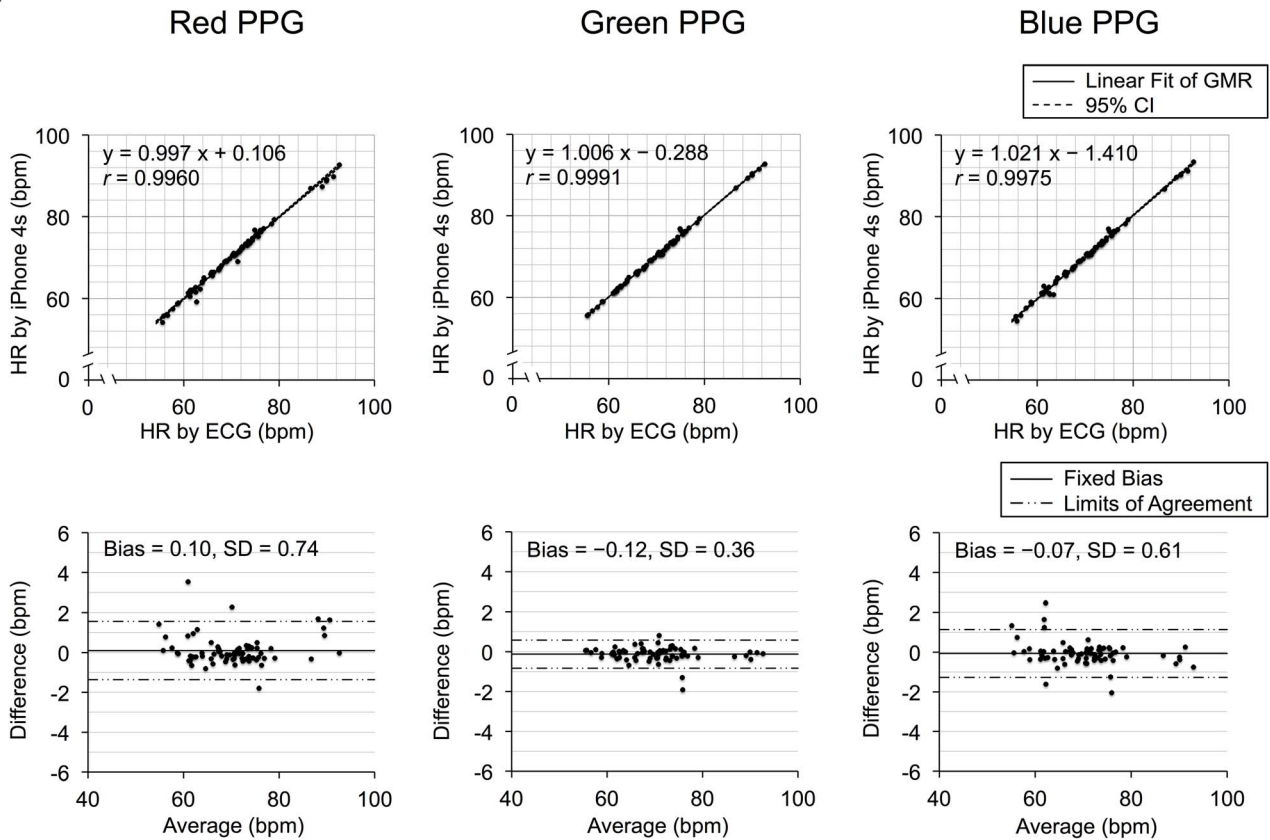 Red PPG
Green PPG
Blue PPG
Linear Fit of GMR
95% CI
HR by iPhone 4s (bpm)
100
80
60
0
y = 0.997 x + 0.106
r = 0.9960
0
60
80
100
HR by ECG (bpm)
HR by iPhone 4s (bpm)
100
80
60
0
y = 1.006 x − 0.288
r = 0.9991
0
60
80
100
HR by ECG (bpm)
HR by iPhone 4s (bpm)
100
80
60
0
y = 1.021 x − 1.410
r = 0.9975
0
60
80
100
HR by ECG (bpm)
Fixed Bias
Limits of Agreement
Difference (bpm)
6
4
2
0
-2
-4
-6
Bias = 0.10, SD = 0.74
40
60
80
100
Average (bpm)
Difference (bpm)
6
4
2
0
-2
-4
-6
Bias = −0.12, SD = 0.36
40
60
80
100
Average (bpm)
Difference (bpm)
6
4
2
0
-2
-4
-6
Bias = −0.07, SD = 0.61
40
60
80
100
Average (bpm)